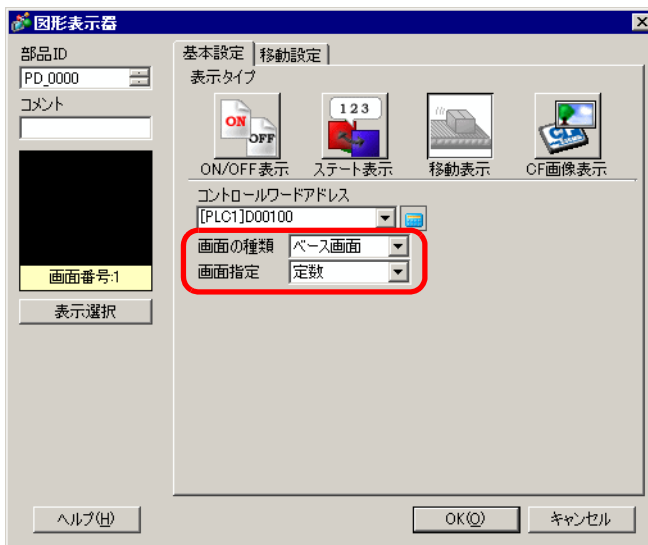 図形表示器
部品ID
PD_0000
コメント
画面番号:1
表示選択
基本設定
移動設定
表示タイプ
ON
OFF
1 2 3
ON/OFF表示
ステート表示
移動表示
CF画像表示
コントロールワードアドレス
[PLC1]D00100
画面の種類 ベース画面
画面指定 定数
ヘルプ(H)
OK(O)
キャンセル